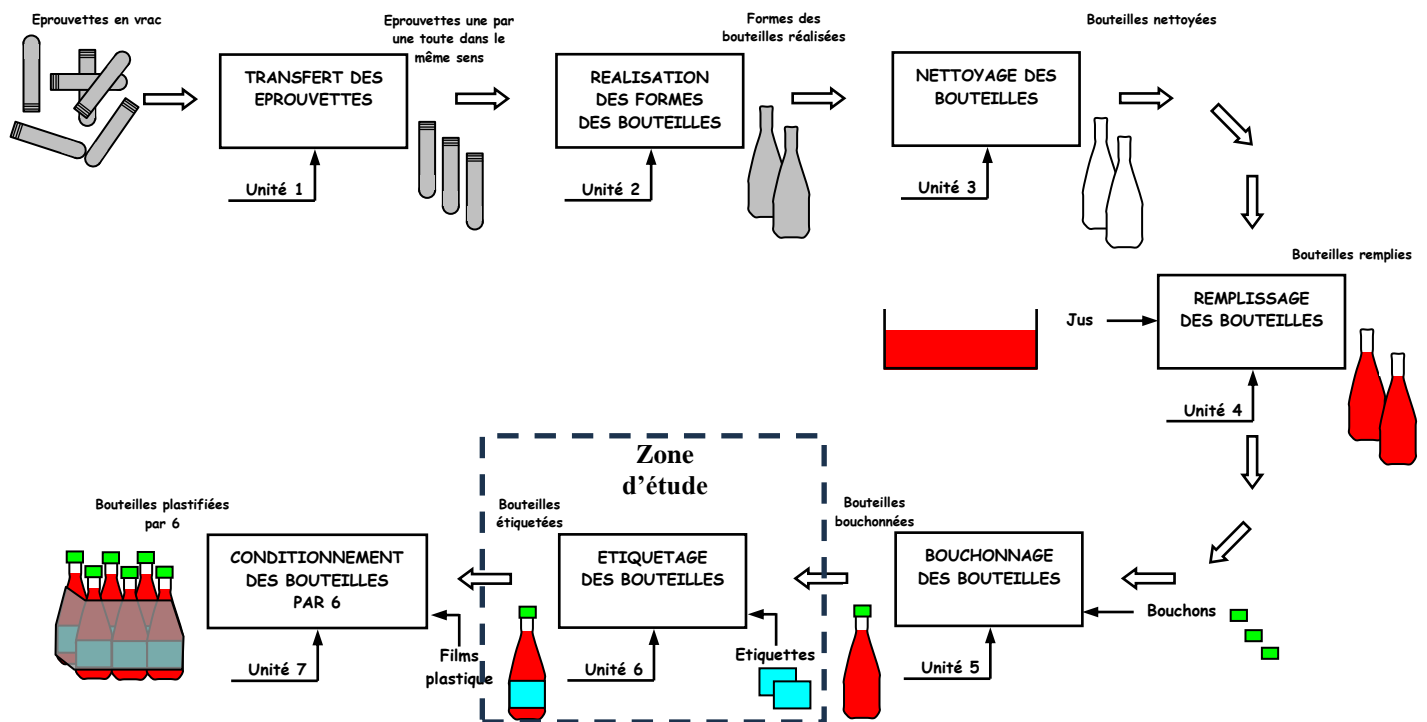 Eprouvettes en vrac
TRANSFERT DES
EPROUVETTES
Unité 1
Eprouvettes une par
une toute dans le
même sens
REALISATION
DES FORMES
DES BOUTEILLES
Unité 2
Formes des
bouteilles réalisées
NETTOYAGE DES
BOUTEILLES
Unité 3
Bouteilles nettoyées
Bouteilles remplies
Jus
REMPLISSAGE
DES BOUTEILLES
Unité 4
Zone
d’étude
Bouteilles
bouchonnées
BOUCHONNAGE
DES BOUTEILLES
Bouchons
Unité 5
Bouteilles
étiquetées
ETIQUETAGE
DES BOUTEILLES
Etiquettes
Unité 6
Bouteilles plastifiées
par 6
CONDITIONNEMENT
DES BOUTEILLES
PAR 6
Films
plastique
Unité 7